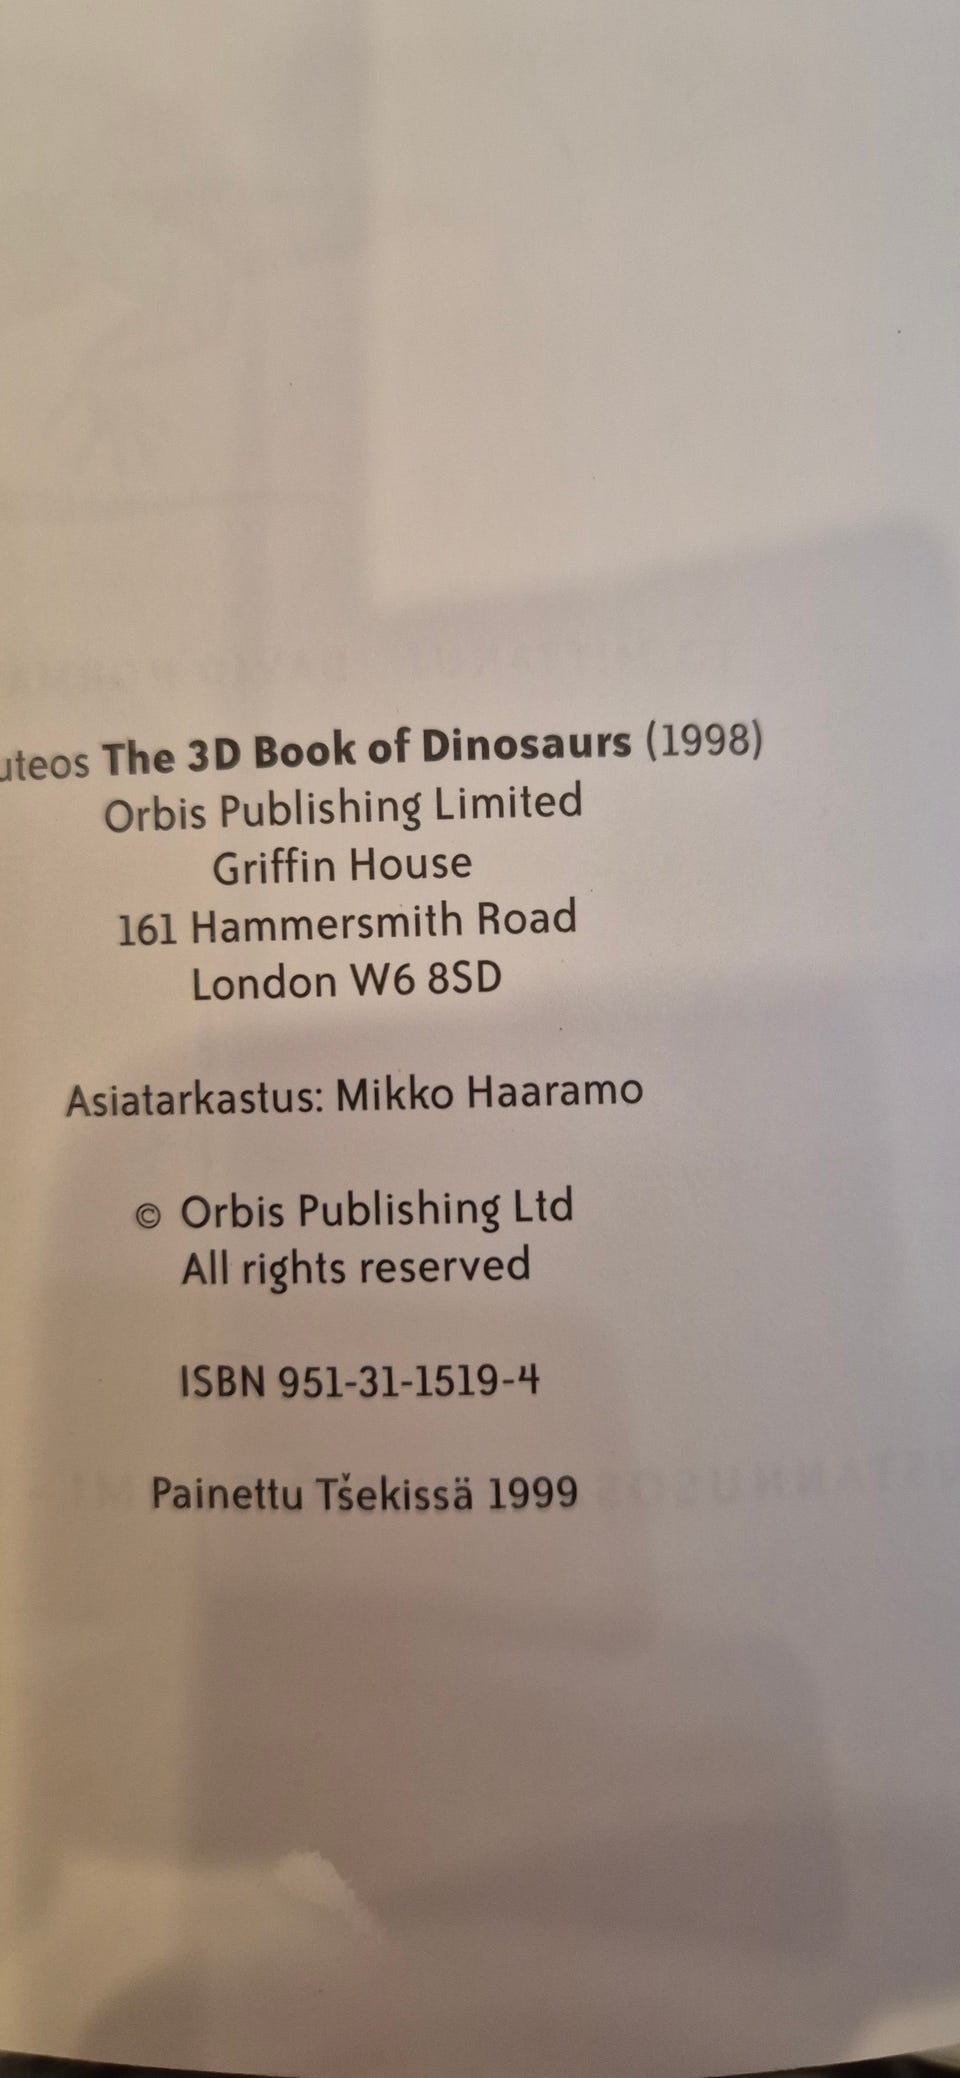 The 3D Book of Dinosaurs (1998)
Orbis Publishing Limited
Griffin House
161 Hammersmith Road
London W6 8SD
Asiatarkastus: Mikko Haaramo
© Orbis Publishing Ltd
All rights reserved
ISBN 951-31-1519-4
Painettu Tšekissä 1999